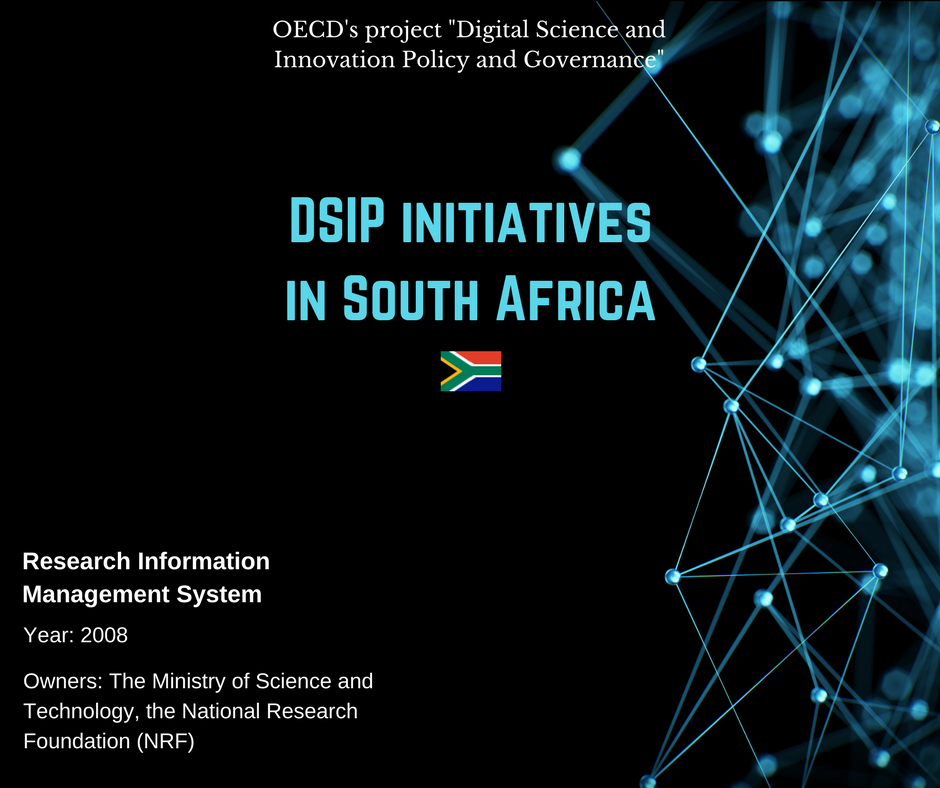 OECD's project "Digital Science and
Innovation Policy and Governance"
DSIP initiatives
in South Africa
Research Information
Management System
Year: 2008
Owners: The Ministry of Science and
Technology, the National Research
Foundation (NRF)